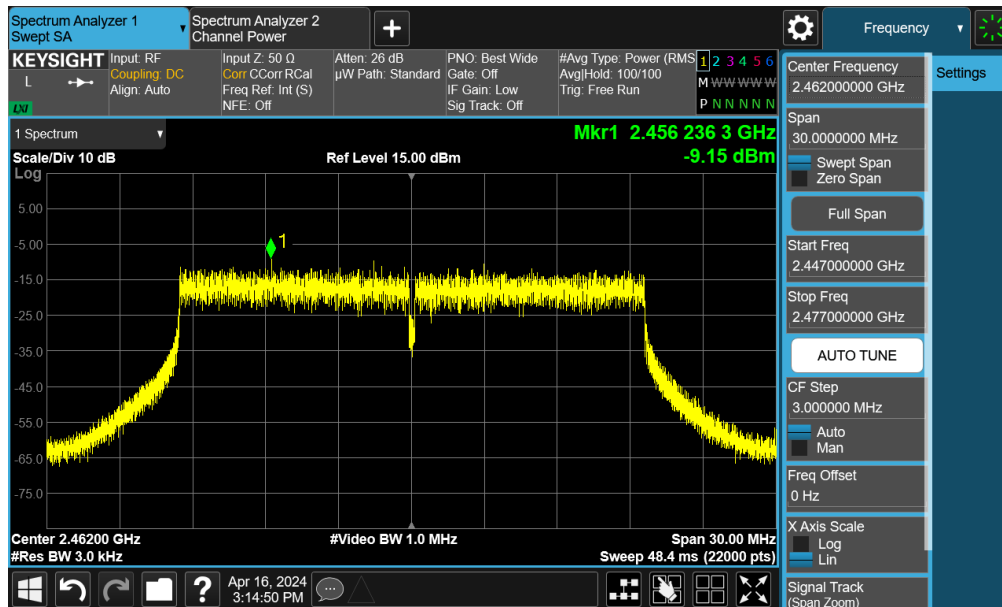 Spectrum Analyzer 1
Swept SA
Spectrum Analyzer 2
Channel Power
Frequency
KEYSIGHT
L
LXI
Input: RF
Coupling: DC
Align: Auto
Input Z: 50 Ω
Corr CCorr RCal
Freq Ref: Int (S)
NFE: Off
Atten: 26 dB
µW Path: Standard
PNO: Best Wide
Gate: Off
IF Gain: Low
Sig Track: Off
#Avg Type: Power (RMS
Avg|Hold: 100/100
Trig: Free Run
1 2 3 4 5 6
M W W W W W
P N N N N N
1 Spectrum
Scale/Div 10 dB
Log
Ref Level 15.00 dBm
Mkr1 2.456 236 3 GHz
-9.15 dBm
1
5.00
-5.00
-15.0
-25.0
-35.0
-45.0
-55.0
-65.0
-75.0
Center 2.46200 GHz
#Res BW 3.0 kHz
#Video BW 1.0 MHz
Span 30.00 MHz
Sweep 48.4 ms (22000 pts)
?
Apr 16, 2024
3:14:50 PM
Center Frequency
2.462000000 GHz
Span
30.0000000 MHz
Swept Span
Zero Span
Full Span
Start Freq
2.447000000 GHz
Stop Freq
2.477000000 GHz
AUTO TUNE
CF Step
3.000000 MHz
Auto
Man
Freq Offset
0 Hz
X Axis Scale
Log
Lin
Signal Track
(Span Zoom)
Settings